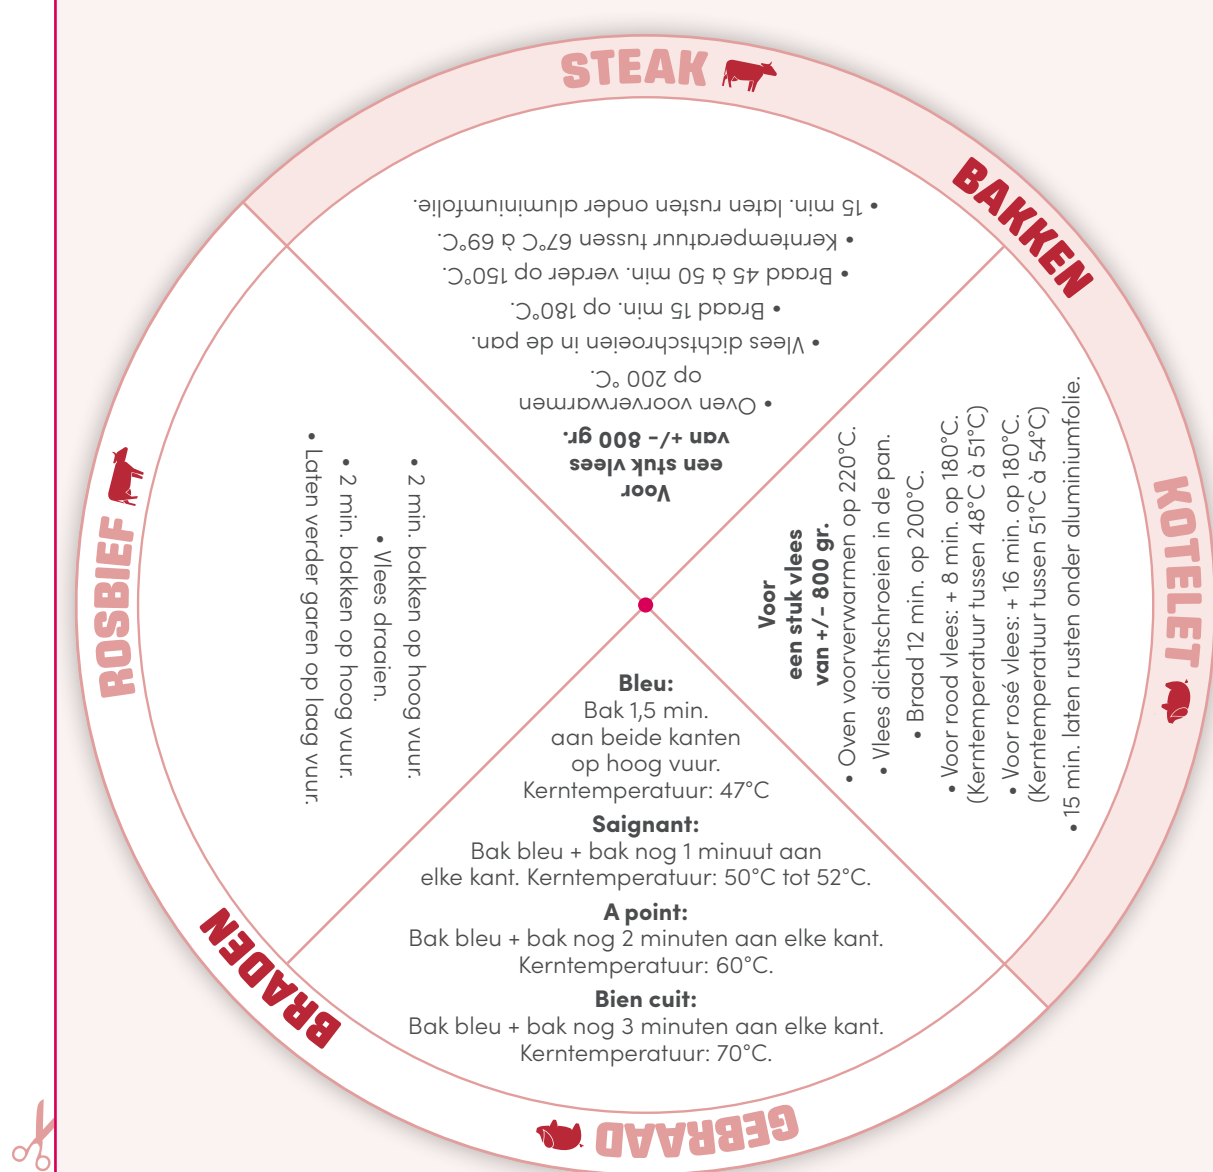 STEAK
BAKKEN
KOTELET
GEBRAAD
BRADEN
ROSBIEF
Voor
een stuk vlees
van +/- 800 gr.
• Oven voorverwarmen
op 200 °C.
• Vlees dichtschroeien in de pan.
• Braad 15 min. op 180°C.
• Braad 45 à 50 min. verder op 150°C.
• Kerntemperatuur tussen 67°C à 69°C.
• 15 min. laten rusten onder aluminiumfolie.
Voor
een stuk vlees
van +/- 800 gr.
• Oven voorverwarmen op 220°C.
• Vlees dichtschroeien in de pan.
• Braad 12 min. op 200°C.
• Voor rood vlees: + 8 min. op 180°C.
(Kerntemperatuur tussen 48°C à 51°C)
• Voor rosé vlees: + 16 min. op 180°C.
(Kerntemperatuur tussen 51°C à 54°C)
• 15 min. laten rusten onder aluminiumfolie.
Bleu:
Bak 1,5 min.
aan beide kanten
op hoog vuur.
Kerntemperatuur: 47°C
Saignant:
Bak bleu + bak nog 1 minuut aan
elke kant. Kerntemperatuur: 50°C tot 52°C.
A point:
Bak bleu + bak nog 2 minuten aan elke kant.
Kerntemperatuur: 60°C.
Bien cuit:
Bak bleu + bak nog 3 minuten aan elke kant.
Kerntemperatuur: 70°C.
• 2 min. bakken op hoog vuur.
• Vlees draaien.
• 2 min. bakken op hoog vuur.
• Laten verder garen op laag vuur.